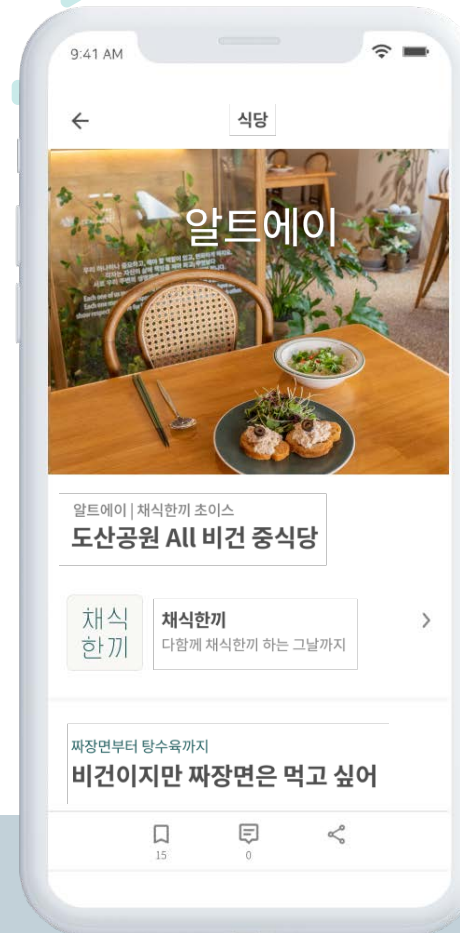 9:41 AM
식당
알트에이
알트에이 | 채식한끼 초이스
도산공원 All 비건 중식당
채식
한끼
채식한끼
다함께 채식한끼 하는 그날까지
짜장면부터 탕수육까지
비건이지만 짜장면은 먹고 싶어
15
0